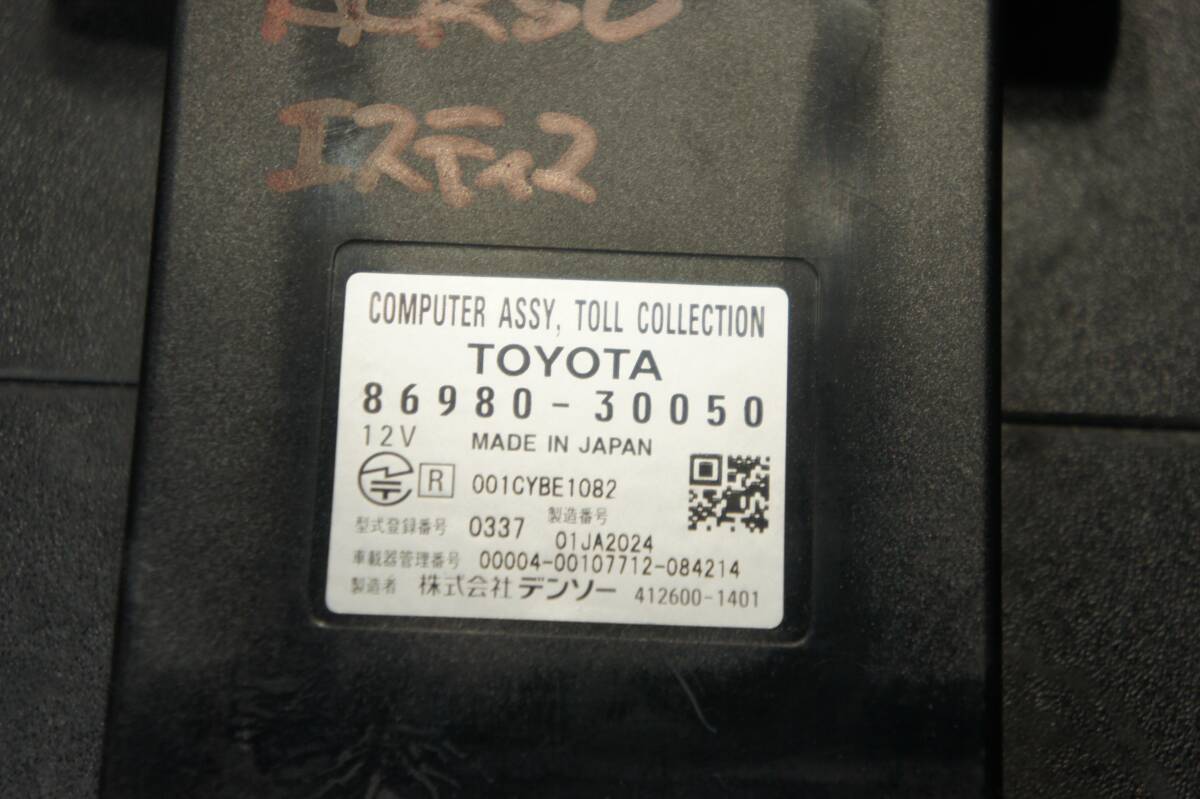 エスティマ
COMPUTER ASSY, TOLL COLLECTION
TOYOTA
86980-30050
12V MADE IN JAPAN
R 001CYBE1082
型式登録番号 0337 製造番号 01JA2024
車載器管理番号 00004-00107712-084214
製造者 株式会社 デンソー 412600-1401